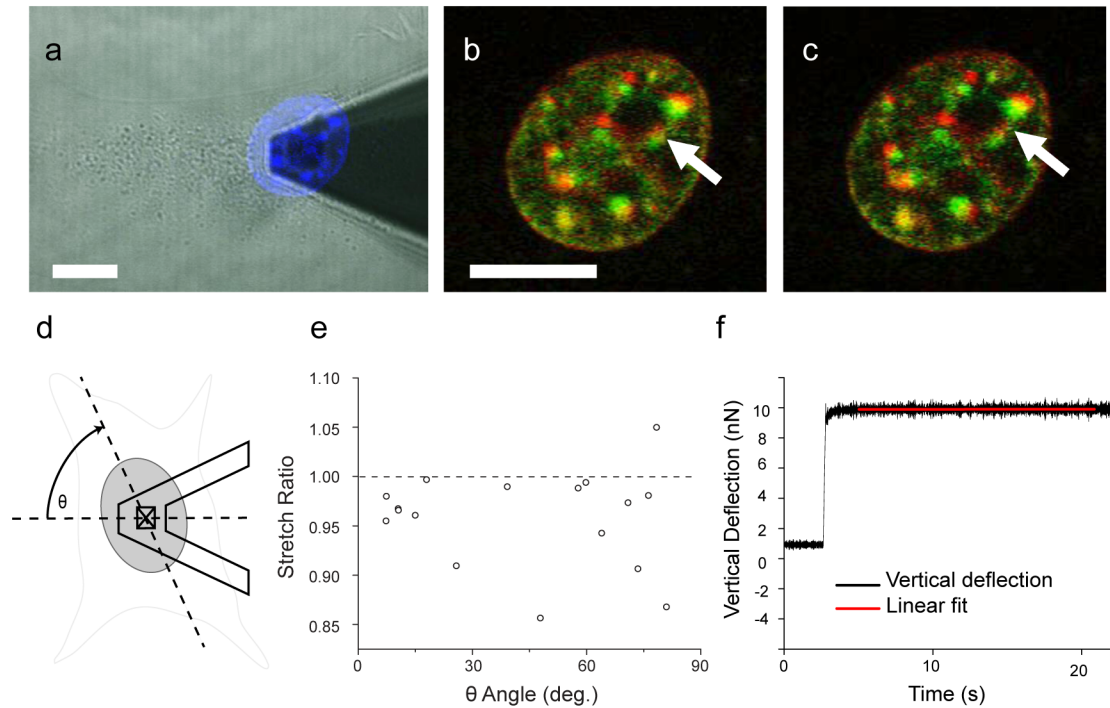 a
b
c
d
θ
e
1.10
1.05
1.00
0.95
0.90
0.85
Stretch Ratio
0
30
60
90
θ Angle (deg.)
f
10
8
6
4
2
0
-2
-4
Vertical Deflection (nN)
Vertical deflection
Linear fit
0
10
20
Time (s)